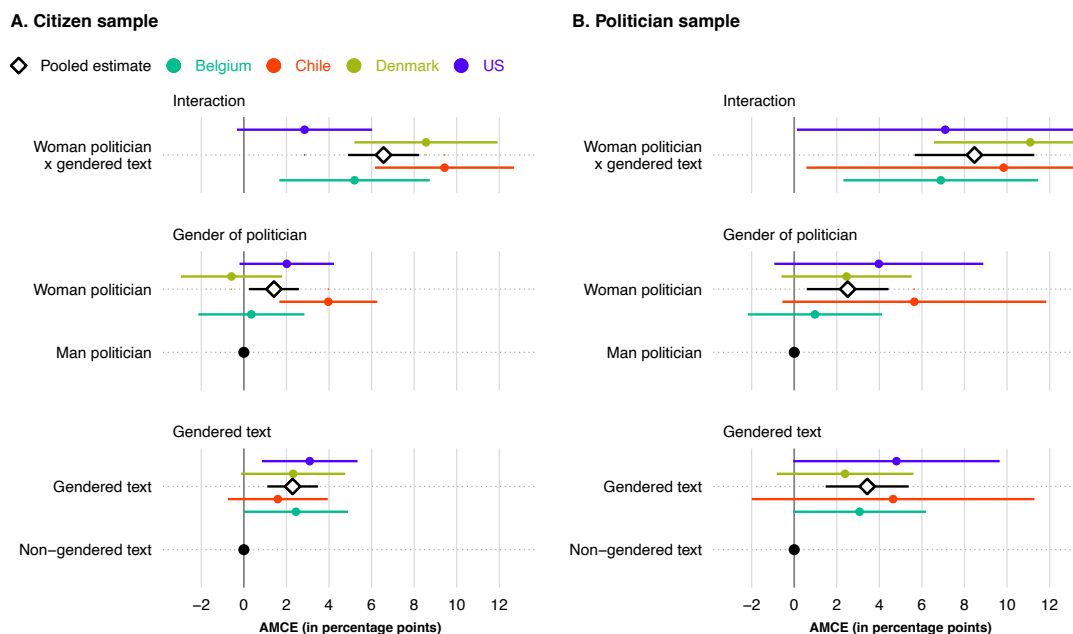 A. Citizen sample
Pooled estimate Belgium Chile Denmark US
Interaction
Woman politician
x gendered text
Gender of politician
Woman politician
Man politician
Gendered text
Gendered text
Non−gendered text
−2 0 2 4 6 8 10 12
AMCE (in percentage points)
B. Politician sample
Interaction
Woman politician
x gendered text
Gender of politician
Woman politician
Man politician
Gendered text
Gendered text
Non−gendered text
−2 0 2 4 6 8 10 12
AMCE (in percentage points)